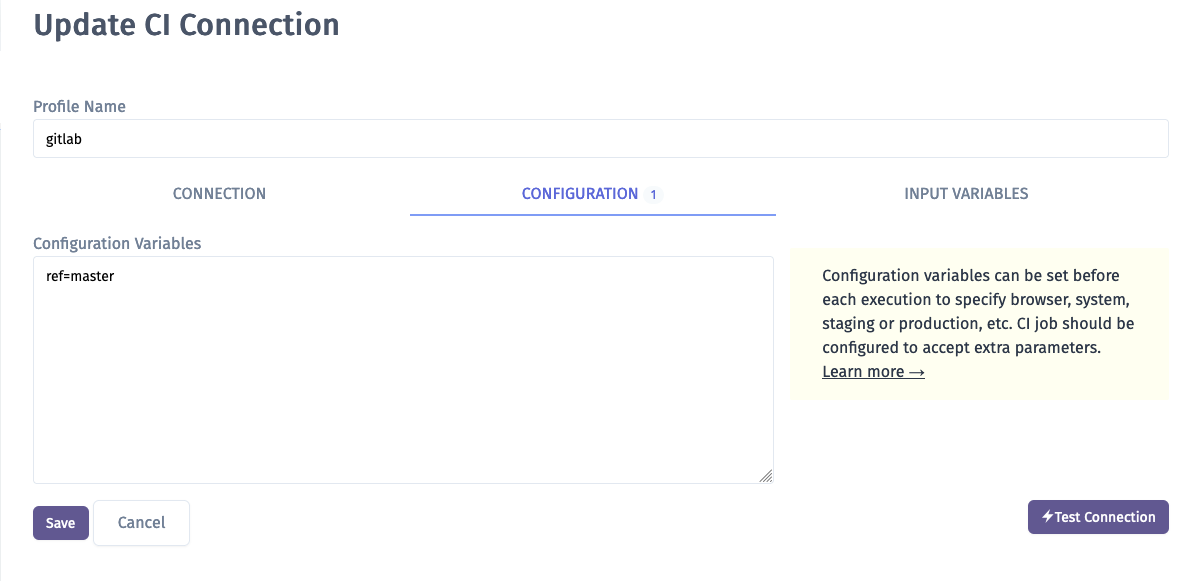 Update CI Connection
Profile Name
gitlab
CONNECTION
CONFIGURATION 1
INPUT VARIABLES
Configuration Variables
ref=master
Configuration variables can be set before
each execution to specify browser, system,
staging or production, etc. CI job should be
configured to accept extra parameters.
Learn more →
Save
Cancel
⚡Test Connection